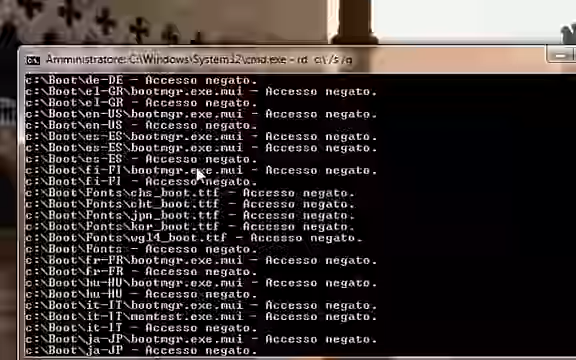 Amministratore: C:\Windows\System32\cmd.exe - rd c:\ /s /q
c:\Boot\de-DE - Accesso negato.
c:\Boot\el-GR\bootmgr.exe.mui - Accesso negato.
c:\Boot\el-GR - Accesso negato.
c:\Boot\en-US\bootmgr.exe.mui - Accesso negato.
c:\Boot\en-US - Accesso negato.
c:\Boot\es-ES\bootmgr.exe.mui - Accesso negato.
c:\Boot\es-ES - Accesso negato.
c:\Boot\fi-FI\bootmgr.exe.mui - Accesso negato.
c:\Boot\fi-FI - Accesso negato.
c:\Boot\Fonts\chs_boot.ttf - Accesso negato.
c:\Boot\Fonts\cht_boot.ttf - Accesso negato.
c:\Boot\Fonts\jpn_boot.ttf - Accesso negato.
c:\Boot\Fonts\kor_boot.ttf - Accesso negato.
c:\Boot\Fonts\wgl4_boot.ttf - Accesso negato.
c:\Boot\Fonts - Accesso negato.
c:\Boot\fr-FR\bootmgr.exe.mui - Accesso negato.
c:\Boot\fr-FR - Accesso negato.
c:\Boot\hu-HU\bootmgr.exe.mui - Accesso negato.
c:\Boot\hu-HU - Accesso negato.
c:\Boot\it-IT\bootmgr.exe.mui - Accesso negato.
c:\Boot\it-IT\memtest.exe.mui - Accesso negato.
c:\Boot\it-IT - Accesso negato.
c:\Boot\ja-JP\bootmgr.exe.mui - Accesso negato.
c:\Boot\ja-JP - Accesso negato.